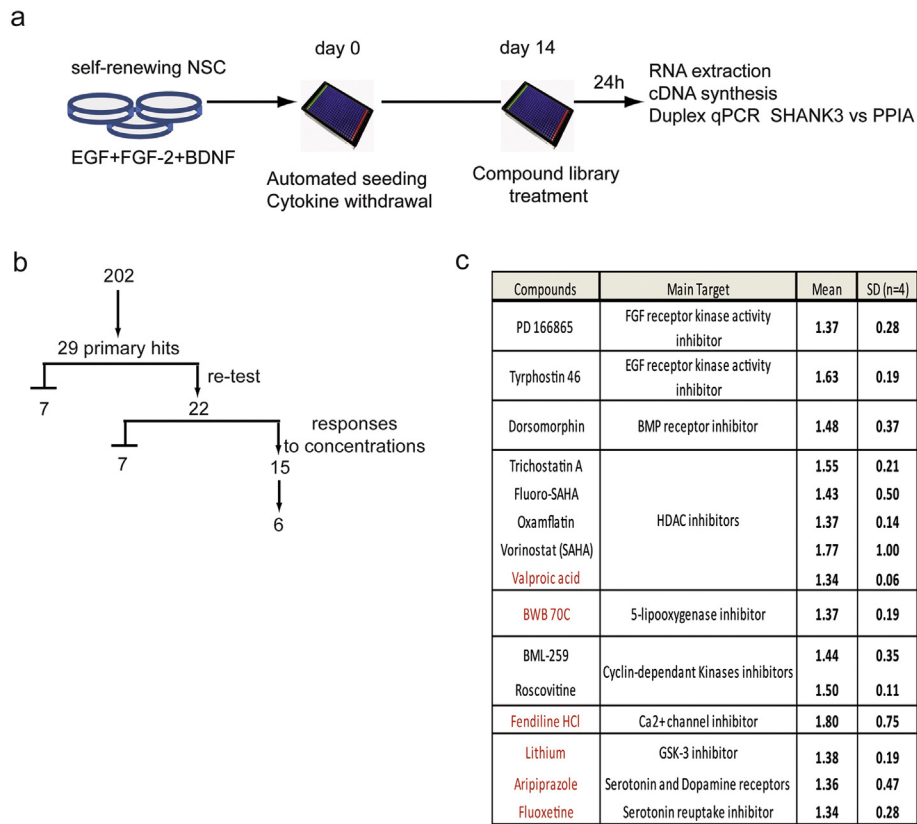 a
day 0
day 14
self-renewing NSC
24h
RNA extraction
cDNA synthesis
Duplex qPCR SHANK3 vs PPIA
EGF+FGF-2+BDNF
Automated seeding
Cytokine withdrawal
Compound library
treatment
b
202
29 primary hits
re-test
7
22
responses
to concentrations
7
15
6
c
Compounds Main Target Mean SD (n=4)
PD 166865 FGF receptor kinase activity inhibitor 1.37 0.28
Tyrphostin 46 EGF receptor kinase activity inhibitor 1.63 0.19
Dorsomorphin BMP receptor inhibitor 1.48 0.37
Trichostatin A 1.55 0.21
Fluoro-SAHA 1.43 0.50
Oxamflatin HDAC inhibitors 1.37 0.14
Vorinostat (SAHA) 1.77 1.00
Valproic acid 1.34 0.06
BWB 70C 5-lipooxygenase inhibitor 1.37 0.19
BML-259 1.44 0.35
Cyclin-dependant Kinases inhibitors
Roscovitine 1.50 0.11
Fendiline HCl Ca2+ channel inhibitor 1.80 0.75
Lithium GSK-3 inhibitor 1.38 0.19
Aripiprazole Serotonin and Dopamine receptors 1.36 0.47
Fluoxetine Serotonin reuptake inhibitor 1.34 0.28